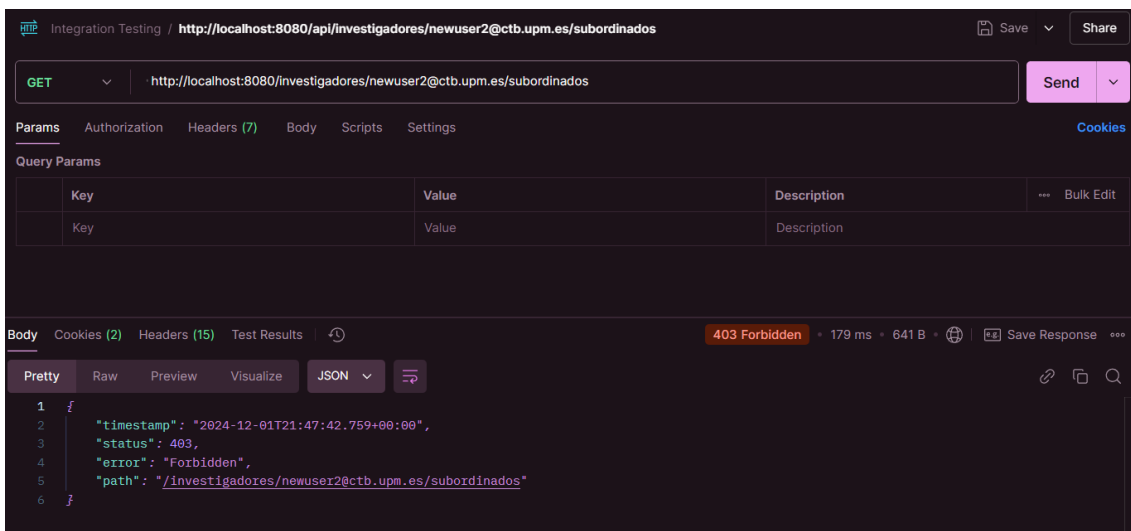 HTTP Integration Testing / http://localhost:8080/api/investigadores/newuser2@ctb.upm.es/subordinados Save Share
GET http://localhost:8080/investigadores/newuser2@ctb.upm.es/subordinados Send
Params Authorization Headers (7) Body Scripts Settings Cookies
Query Params
Key Value Description Bulk Edit
Key Value Description
Body Cookies (2) Headers (15) Test Results 403 Forbidden 179 ms 641 B e.g. Save Response
Pretty Raw Preview Visualize JSON
1 {
2 "timestamp": "2024-12-01T21:47:42.759+00:00",
3 "status": 403,
4 "error": "Forbidden",
5 "path": "/investigadores/newuser2@ctb.upm.es/subordinados"
6 }